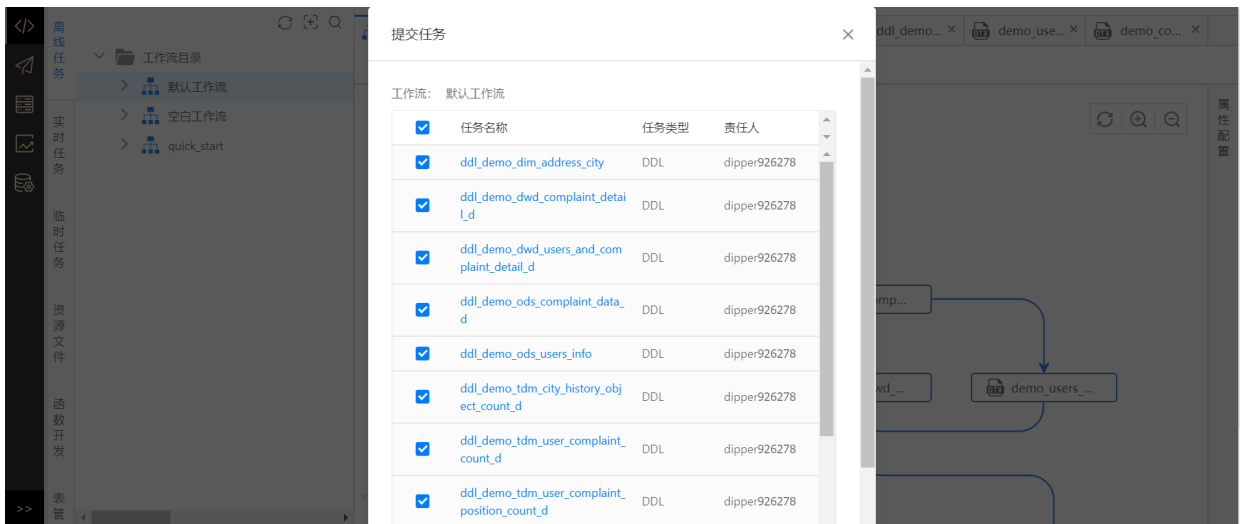 离线任务
实时任务
临时任务
资源文件
函数开发
表管
>>
工作流目录
默认工作流
空白工作流
quick_start
提交任务
工作流： 默认工作流
任务名称 任务类型 责任人
ddl_demo_dim_address_city DDL dipper926278
ddl_demo_dwd_complaint_detai
l_d DDL dipper926278
ddl_demo_dwd_users_and_com
plaint_detail_d DDL dipper926278
ddl_demo_ods_complaint_data_
d DDL dipper926278
ddl_demo_ods_users_info DDL dipper926278
ddl_demo_tdm_city_history_obj
ect_count_d DDL dipper926278
ddl_demo_tdm_user_complaint_
count_d DDL dipper926278
ddl_demo_tdm_user_complaint_
position_count_d DDL dipper926278
ddl_demo... demo_use... demo_co...
omp...
wd_...
demo_users_...
属性配置